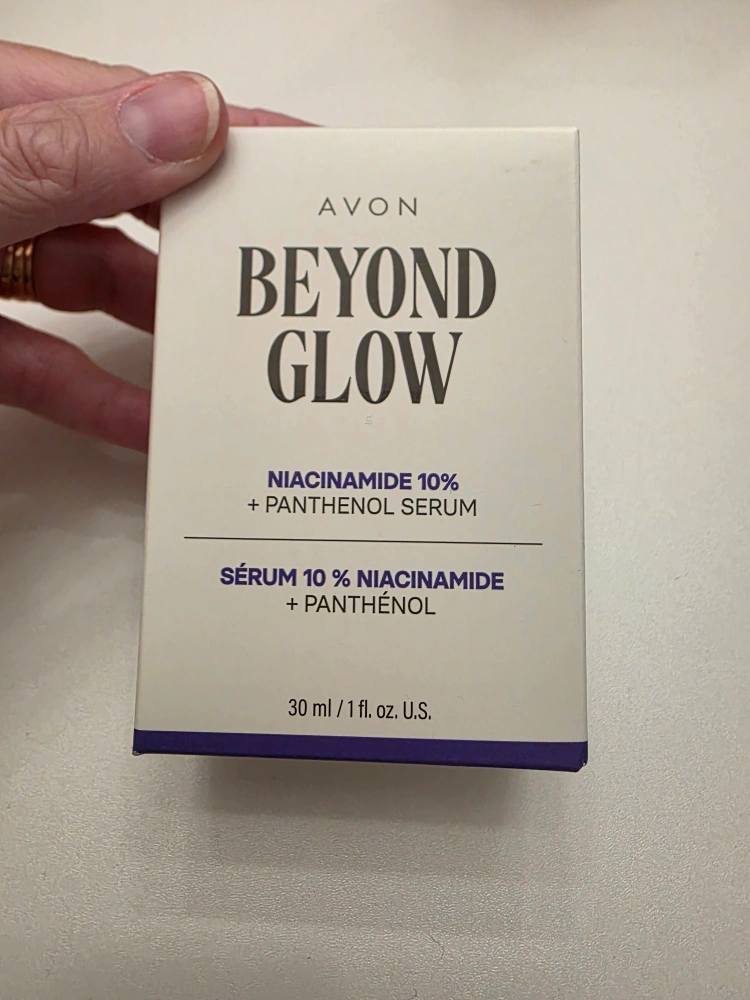 AVON
BEYOND
GLOW
NIACINAMIDE 10%
+ PANTHENOL SERUM
SÉRUM 10 % NIACINAMIDE
+ PANTHÉNOL
30 ml / 1 fl. oz. U.S.